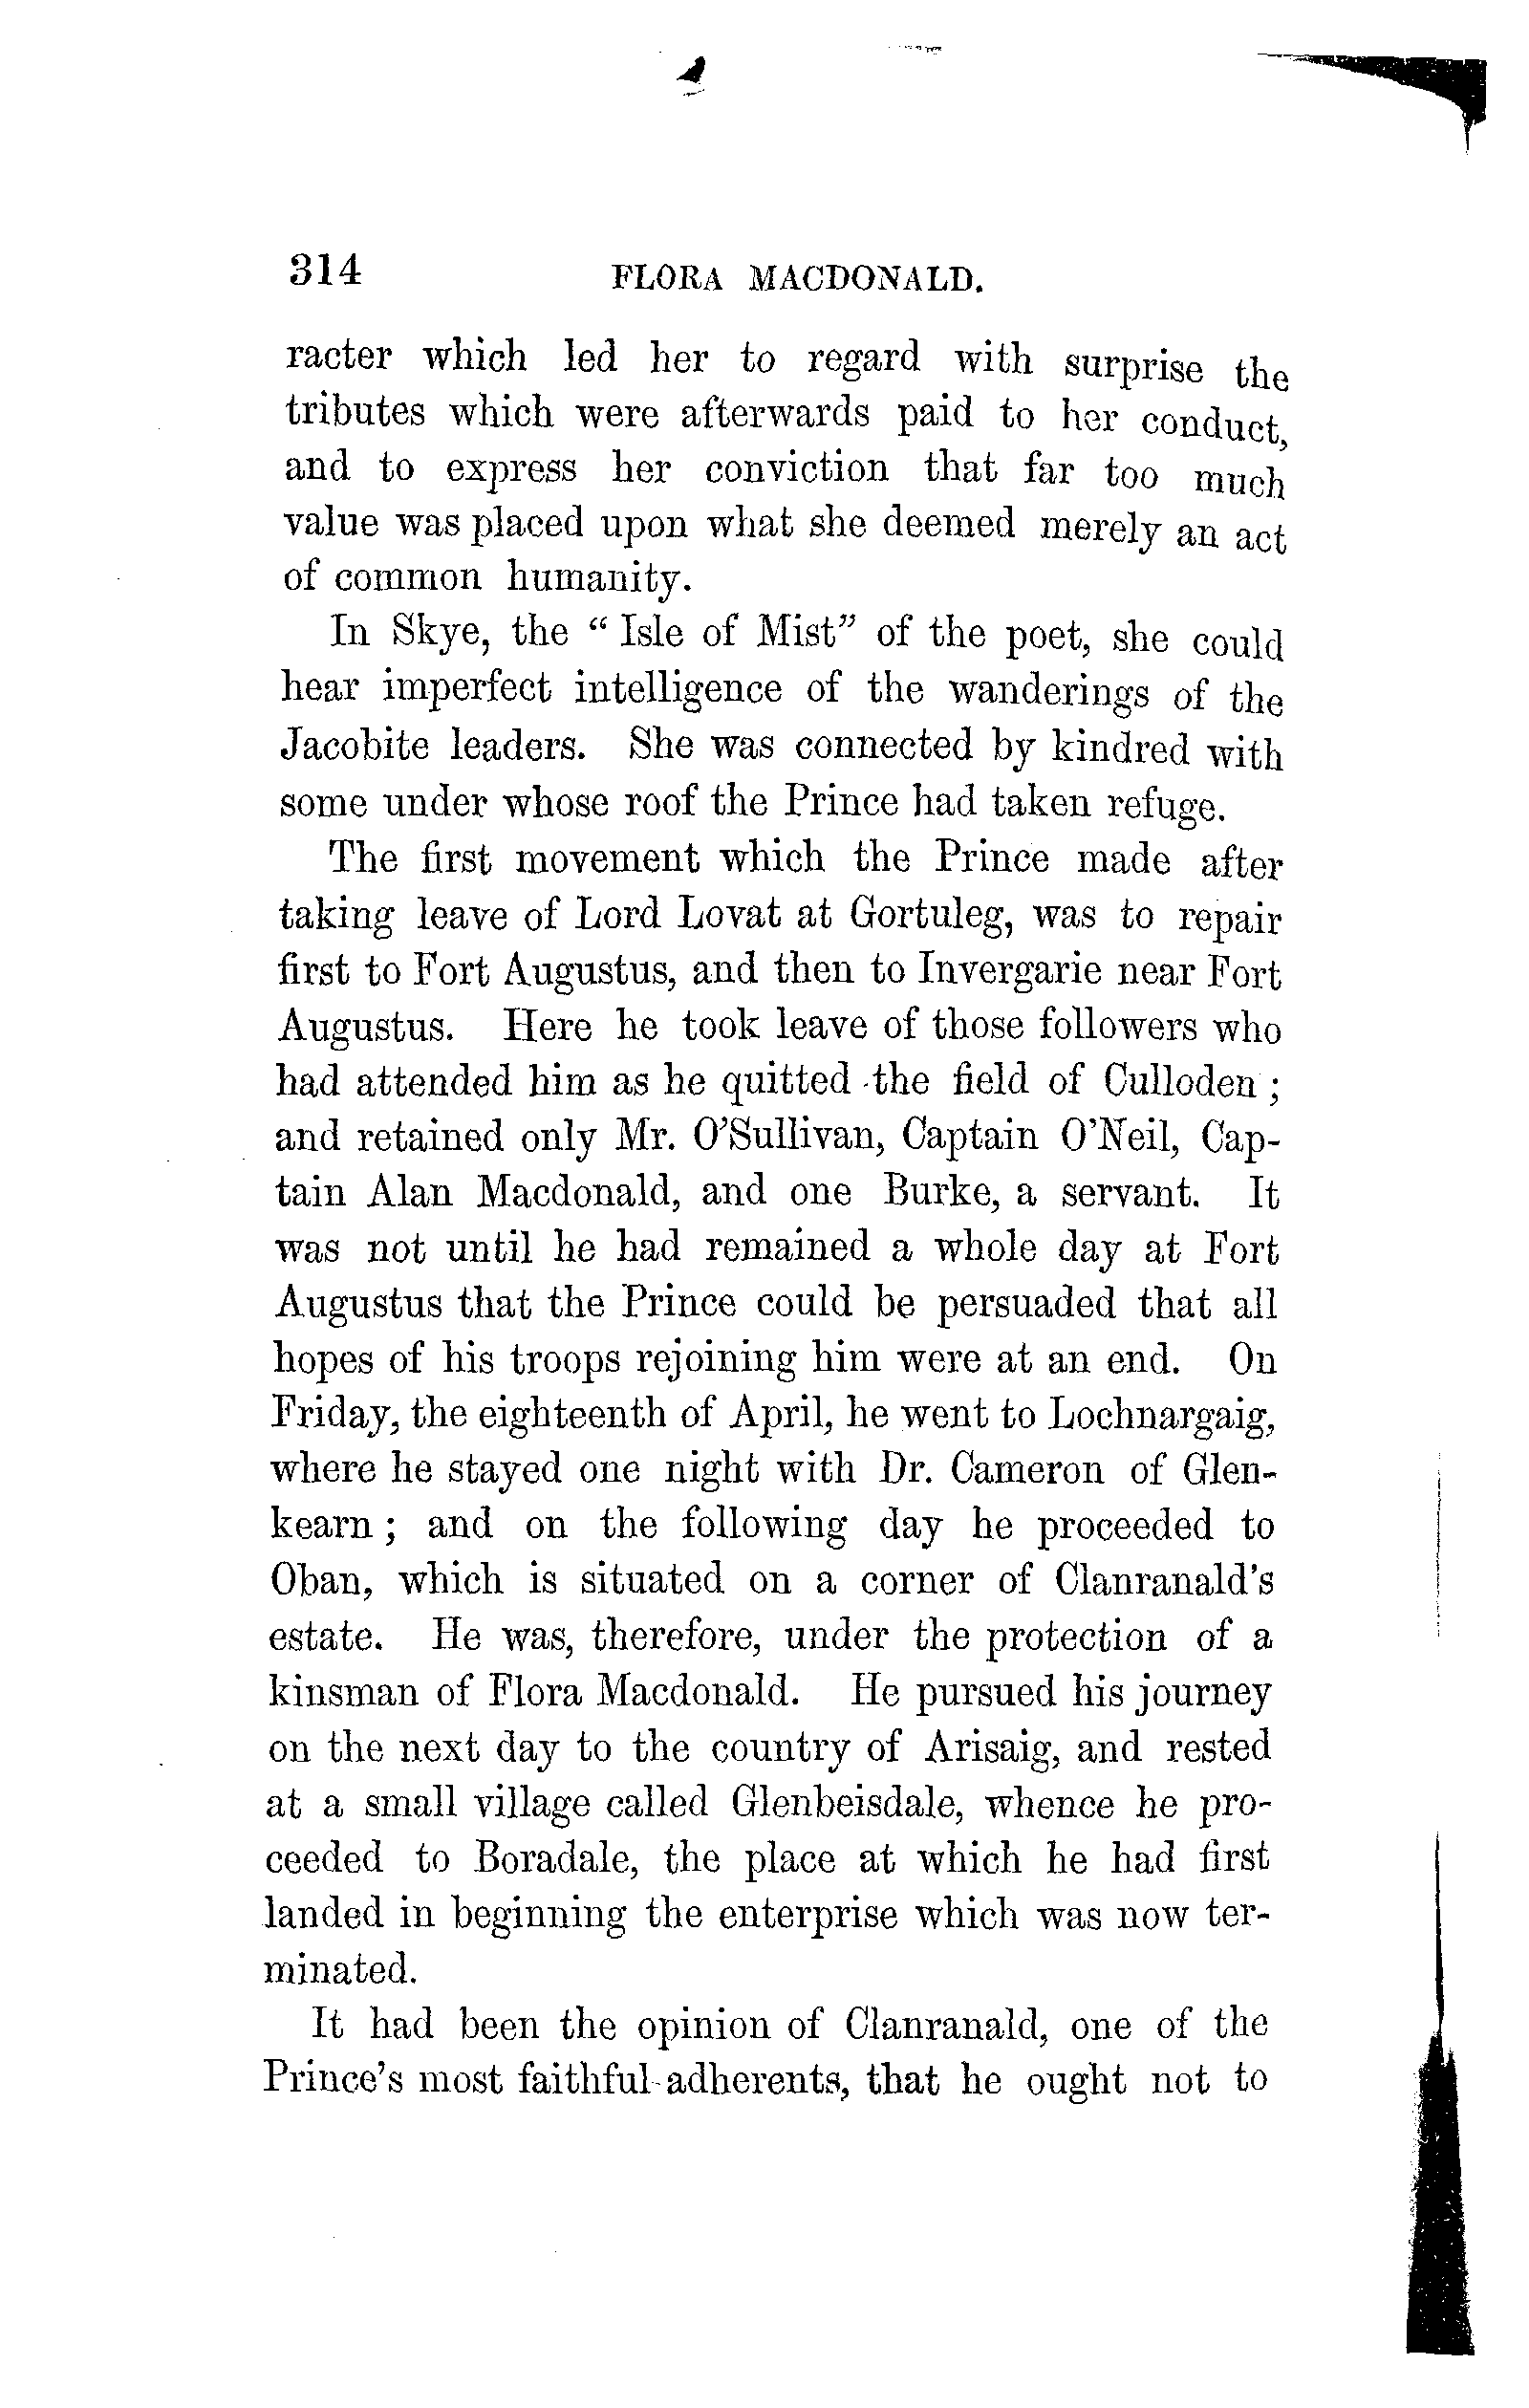 314 FLORA MACDONALD.
racter which led her to regard with surprise the
tributes which were afterwards paid to her conduct,
and to express her conviction that far too much
value was placed upon what she deemed merely an act
of common humanity.
In Skye, the “ Isle of Mist” of the poet, she could
hear imperfect intelligence of the wanderings of the
Jacobite leaders. She was connected by kindred with
some under whose roof the Prince had taken refuge.
The first movement which the Prince made after
taking leave of Lord Lovat at Gortuleg, was to repair
first to Fort Augustus, and then to Invergarie near Fort
Augustus. Here he took leave of those followers who
had attended him as he quitted the field of Culloden ;
and retained only Mr. O'Sullivan, Captain O'Neil, Cap-
tain Alan Macdonald, and one Burke, a servant. It
was not until he had remained a whole day at Fort
Augustus that the Prince could be persuaded that all
hopes of his troops rejoining him were at an end. On
Friday, the eighteenth of April, he went to Lochnargaig,
where he stayed one night with Dr. Cameron of Glen-
kearn ; and on the following day he proceeded to
Oban, which is situated on a corner of Clanranald's
estate. He was, therefore, under the protection of a
kinsman of Flora Macdonald. He pursued his journey
on the next day to the country of Arisaig, and rested
at a small village called Glenbeisdale, whence he pro-
ceeded to Boradale, the place at which he had first
landed in beginning the enterprise which was now ter-
minated.
It had been the opinion of Clanranald, one of the
Prince's most faithful adherents, that he ought not to